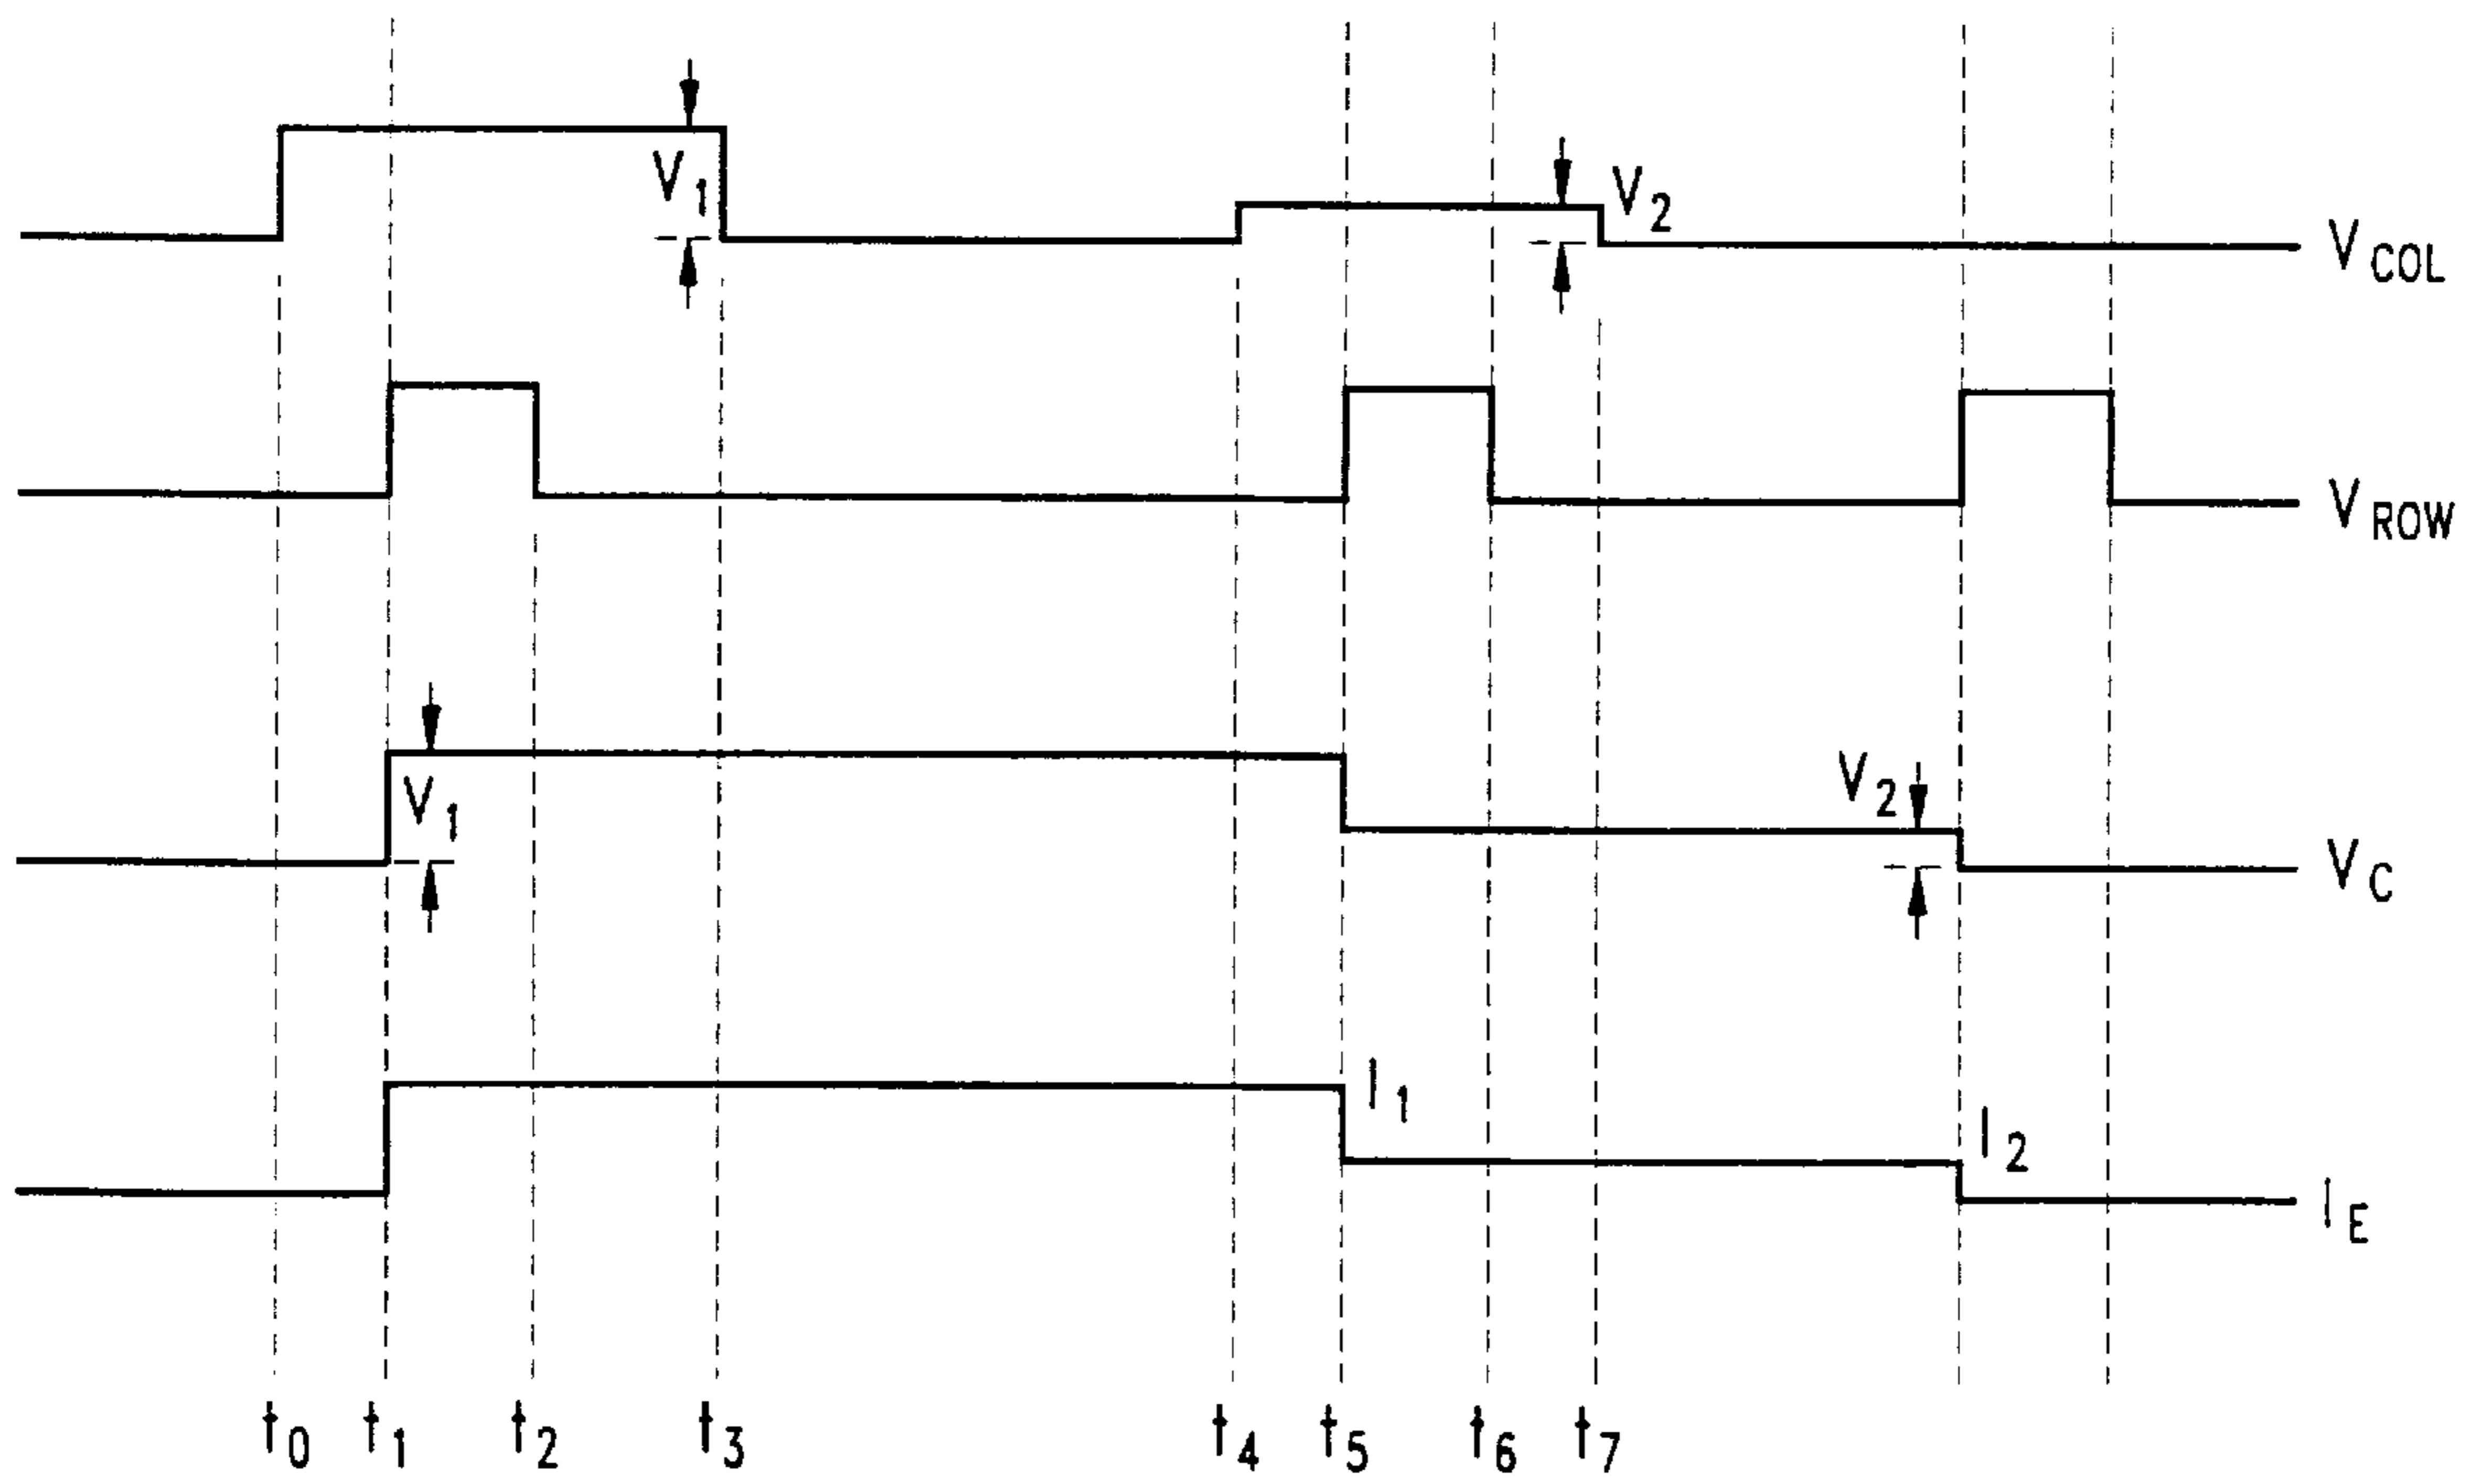 V1
V2
VCOL
VROW
V1
V2
VC
I1
I2
IE
t0 t1 t2 t3 t4 t5 t6 t7